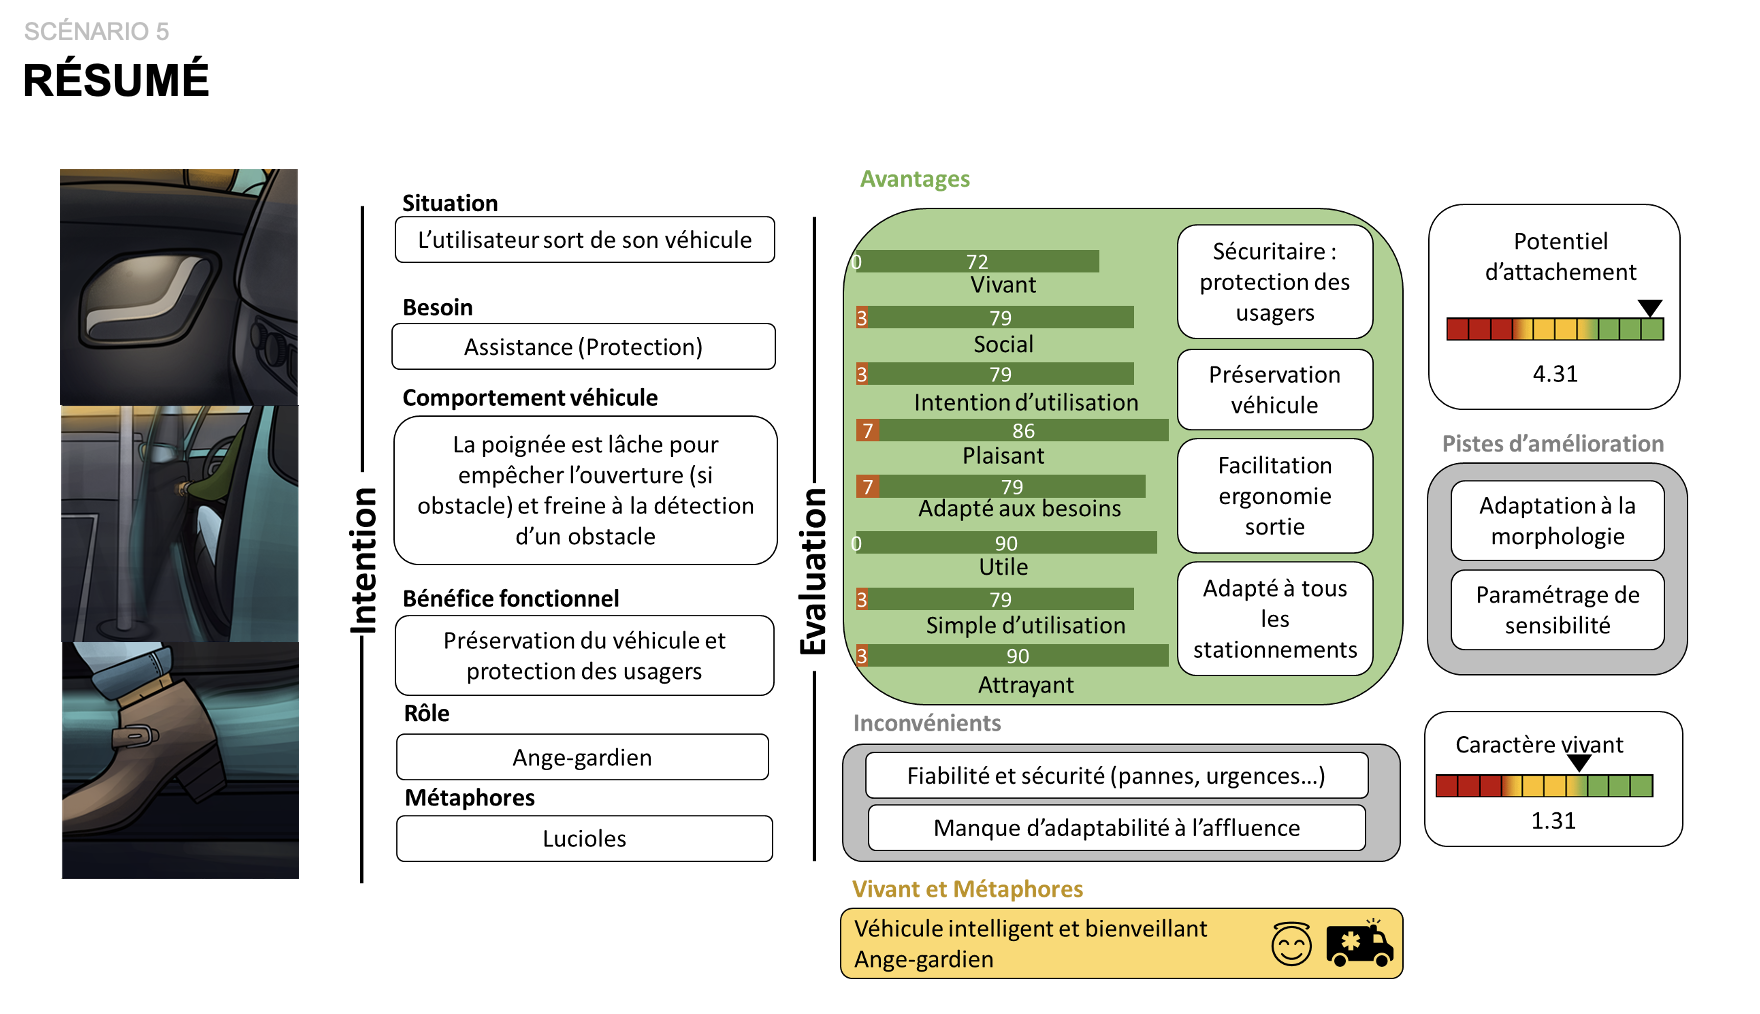 SCÉNARIO 5
RÉSUMÉ
Intention
Situation
L’utilisateur sort de son véhicule
Besoin
Assistance (Protection)
Comportement véhicule
La poignée est lâche pour
empêcher l’ouverture (si
obstacle) et freine à la détection
d’un obstacle
Bénéfice fonctionnel
Préservation du véhicule et
protection des usagers
Rôle
Ange-gardien
Métaphores
Lucioles
Evaluation
Avantages
0 72
Vivant
3 79
Social
3 79
Intention d’utilisation
7 86
Plaisant
7 79
Adapté aux besoins
0 90
Utile
3 79
Simple d’utilisation
3 90
Attrayant
Sécuritaire :
protection des
usagers
Préservation
véhicule
Facilitation
ergonomie
sortie
Adapté à tous
les
stationnements
Inconvénients
Fiabilité et sécurité (pannes, urgences…)
Manque d’adaptabilité à l’affluence
Vivant et Métaphores
Véhicule intelligent et bienveillant
Ange-gardien
Potentiel
d’attachement
4.31
Pistes d’amélioration
Adaptation à la
morphologie
Paramétrage de
sensibilité
Caractère vivant
1.31